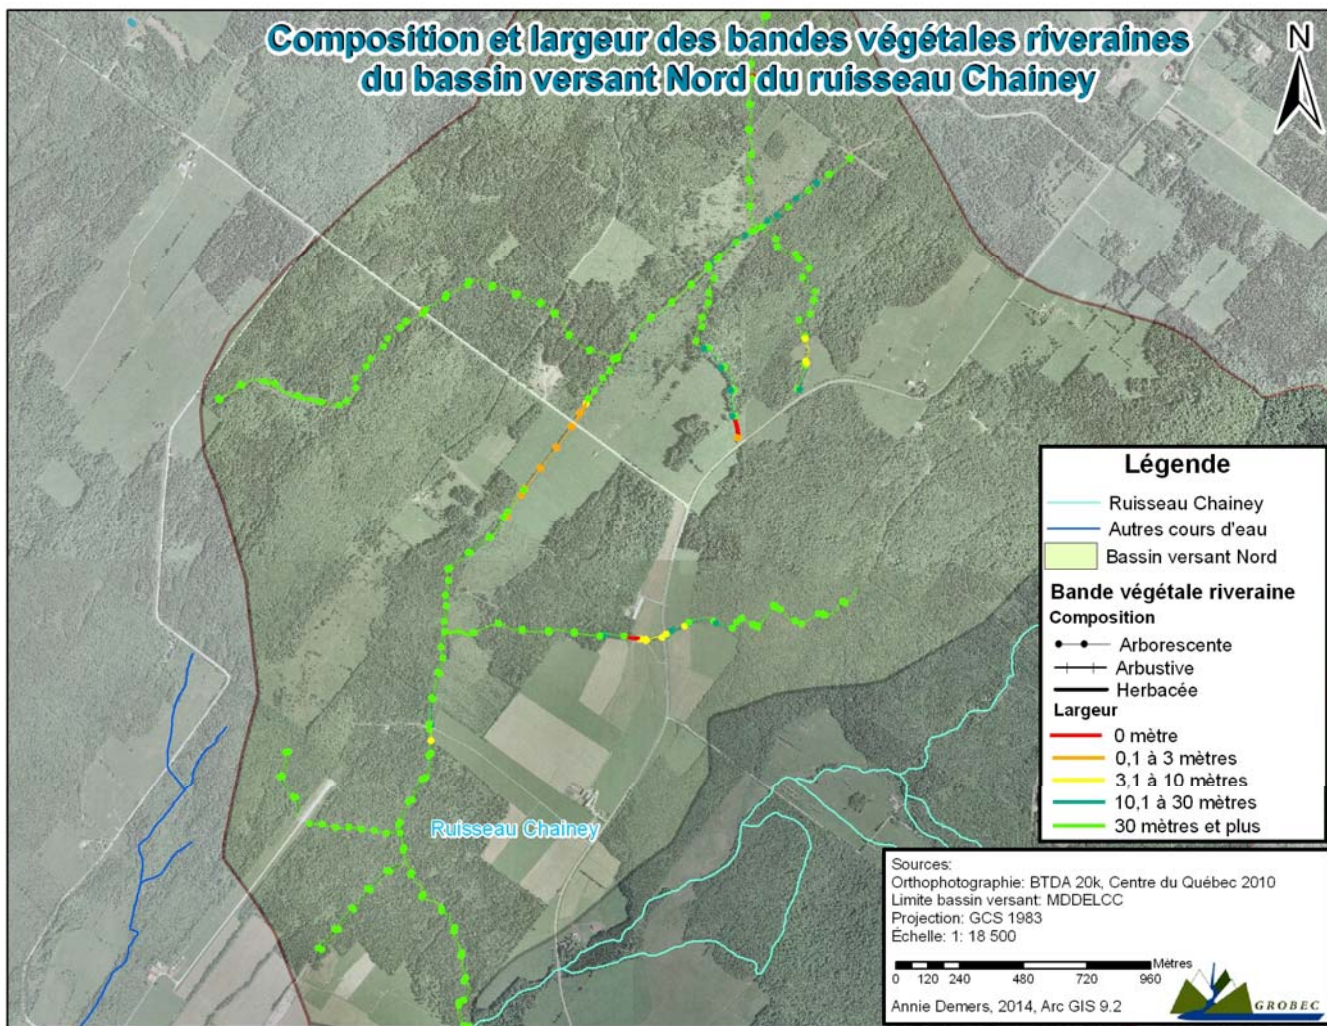 Composition et largeur des bandes végétales riveraines
du bassin versant Nord du ruisseau Chainey
N
Ruisseau Chainey
Légende
Ruisseau Chainey
Autres cours d'eau
Bassin versant Nord
Bande végétale riveraine
Composition
Arborescente
Arbustive
Herbacée
Largeur
0 mètre
0,1 à 3 mètres
3,1 à 10 mètres
10,1 à 30 mètres
30 mètres et plus
Sources:
Orthophotographie: BTDA 20k, Centre du Québec 2010
Limite bassin versant: MDDELCC
Projection: GCS 1983
Échelle: 1: 18 500
Mètres
0 120 240 480 720 960
Annie Demers, 2014, Arc GIS 9.2
GROBEC